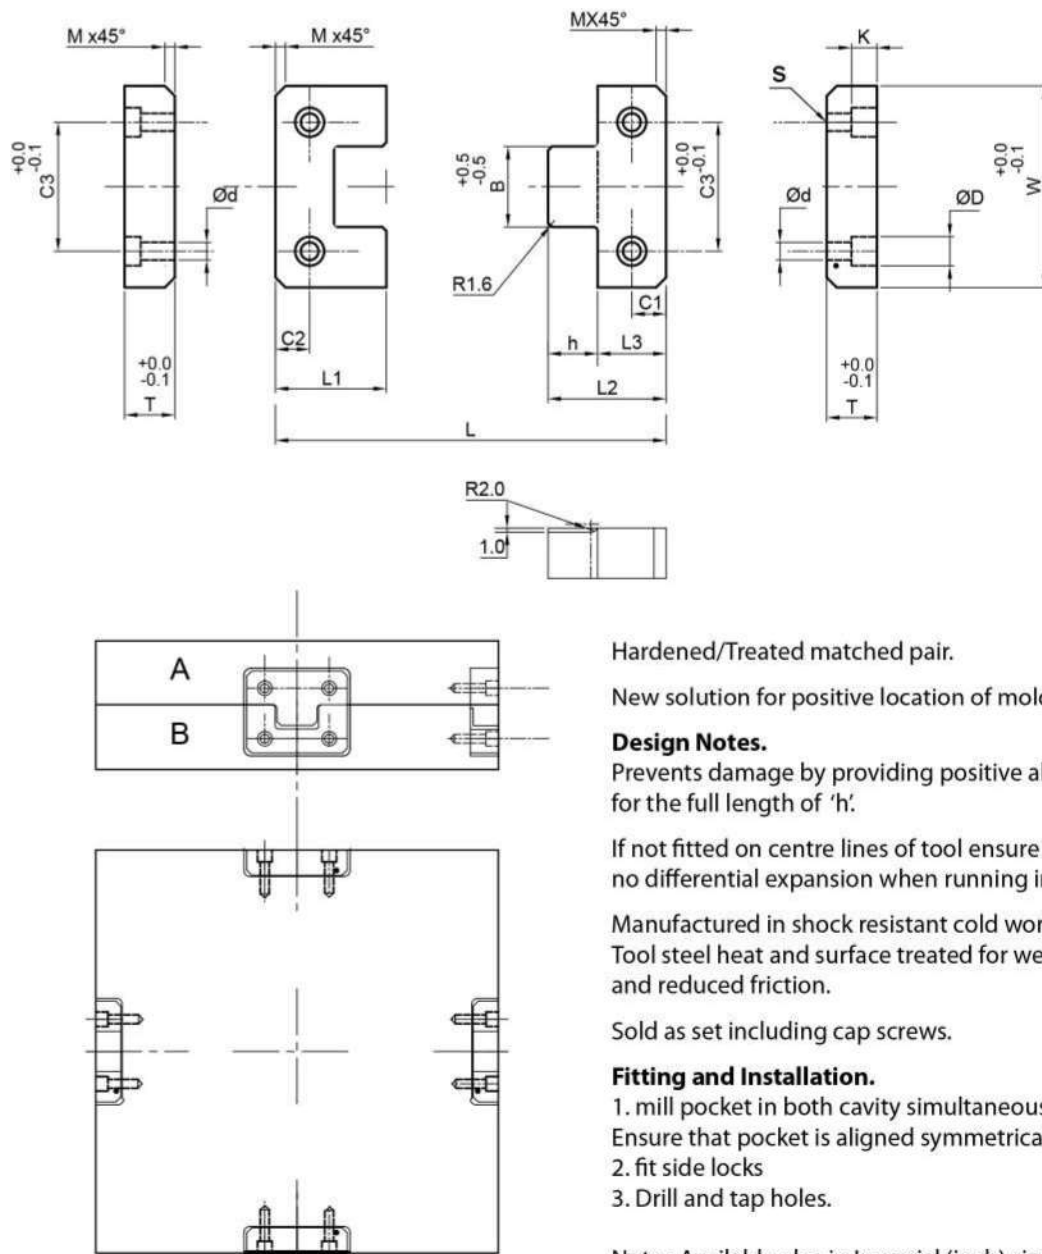 M x45°
M x45°
MX45°
K
S
+0.0
-0.1
C3
Ød
+0.5
-0.5
B
+0.0
-0.1
C3
Ød
ØD
+0.0
-0.1
W
R1.6
C1
C2
h
L3
+0.0
-0.1
T
L1
L2
+0.0
-0.1
T
L
R2.0
1.0
A
B
Hardened/Treated matched pair.
New solution for positive location of
Design Notes.
Prevents damage by providing positive
for the full length of 'h'.
If not fitted on centre lines of tool ensure
no differential expansion when running
Manufactured in shock resistant cold
Tool steel heat and surface treated for
and reduced friction.
Sold as set including cap screws.
Fitting and Installation.
1. mill pocket in both cavity
Ensure that pocket is aligned
2. fit side locks
3. Drill and tap holes.